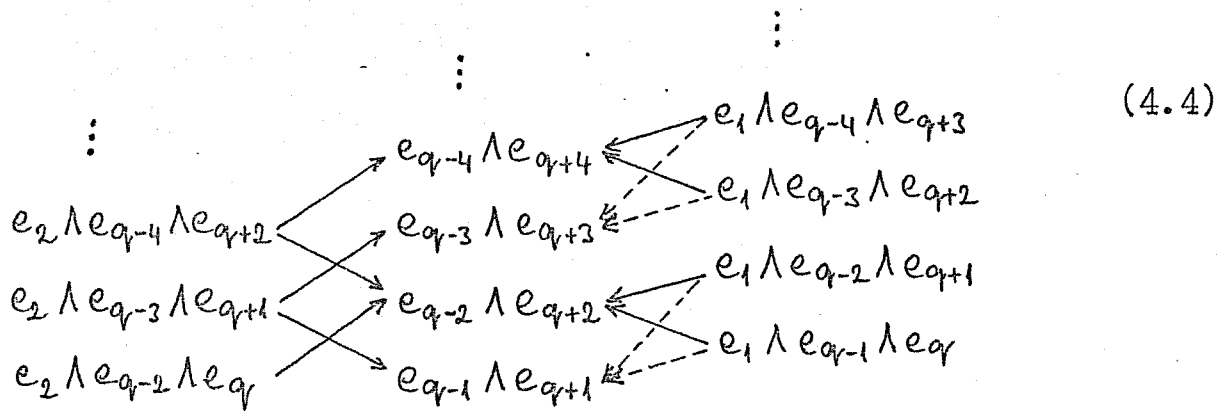 ⋮
⋮
⋮
(4.4)
e₁ ∧ e_{q-4} ∧ e_{q+3}
e_{q-4} ∧ e_{q+4}
e₁ ∧ e_{q-3} ∧ e_{q+2}
e₂ ∧ e_{q-4} ∧ e_{q+2}
e_{q-3} ∧ e_{q+3}
e₁ ∧ e_{q-2} ∧ e_{q+1}
e₂ ∧ e_{q-3} ∧ e_{q+1}
e_{q-2} ∧ e_{q+2}
e₁ ∧ e_{q-1} ∧ e_q
e₂ ∧ e_{q-2} ∧ e_q
e_{q-1} ∧ e_{q+1}